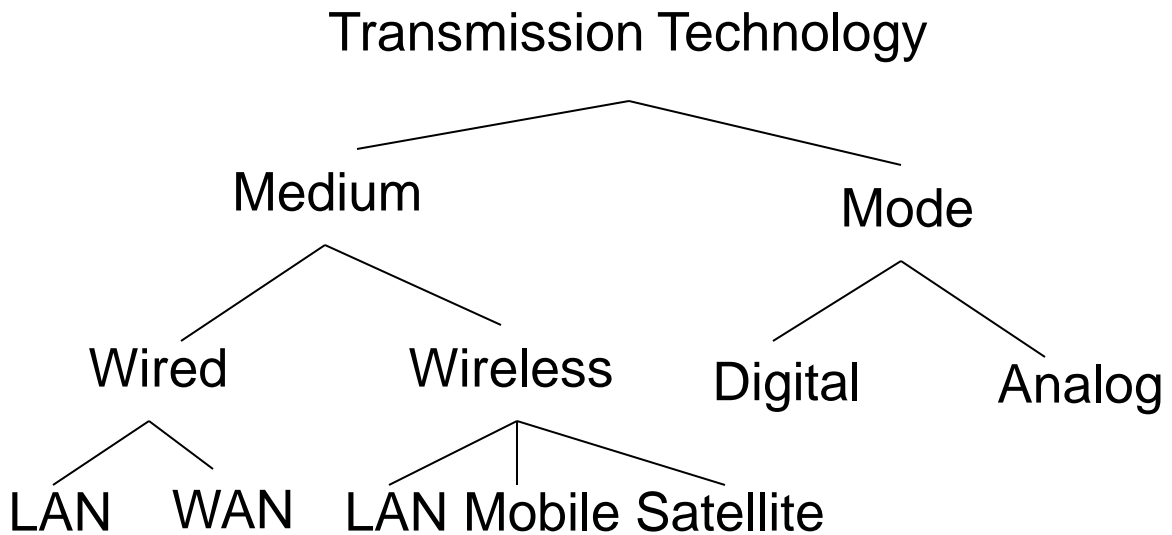 Transmission Technology
Medium
Mode
Wired
Wireless
Digital
Analog
LAN
WAN
LAN
Mobile
Satellite